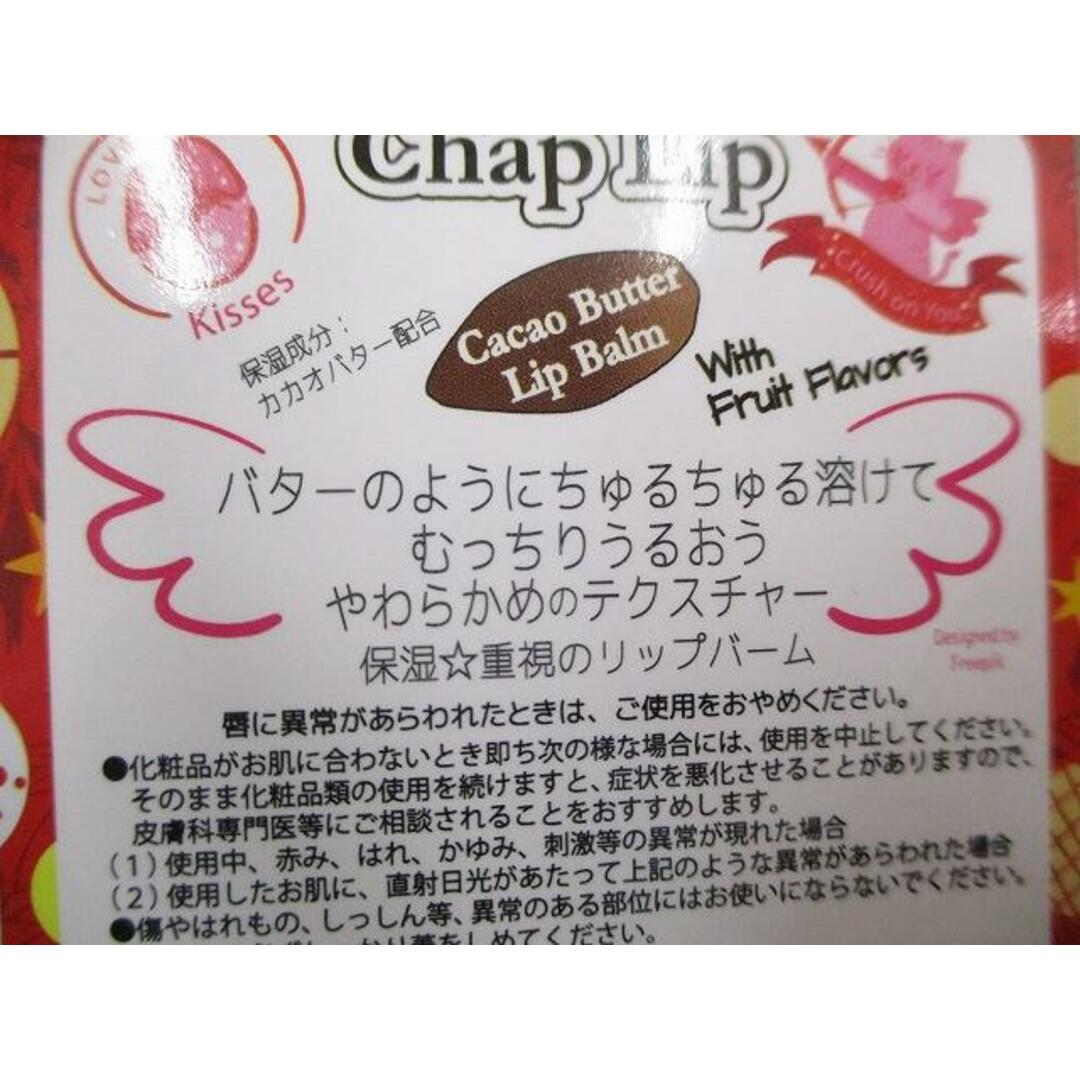 Chap Lip
Kisses
Crush on You
保湿成分：
カカオバター配合
Cacao Butter
Lip Balm
With
Fruit Flavors
バターのようにちゅるちゅる溶けて
むっちりうるおう
やわらかめのテクスチャー
保湿☆重視のリップバーム
Designed by
Freepik
唇に異常があらわれたときは、ご使用をおやめください。
●化粧品がお肌に合わないとき即ち次の様な場合には、使用を中止してください。
そのまま化粧品類の使用を続けますと、症状を悪化させることがありますので、
皮膚科専門医等にご相談されることをおすすめします。
（1）使用中、赤み、はれ、かゆみ、刺激等の異常が現れた場合
（2）使用したお肌に、直射日光があたって上記のような異常があらわれた場合
●傷やはれもの、しっしん等、異常のある部位にはお使いにならないでください。
をしめてください。